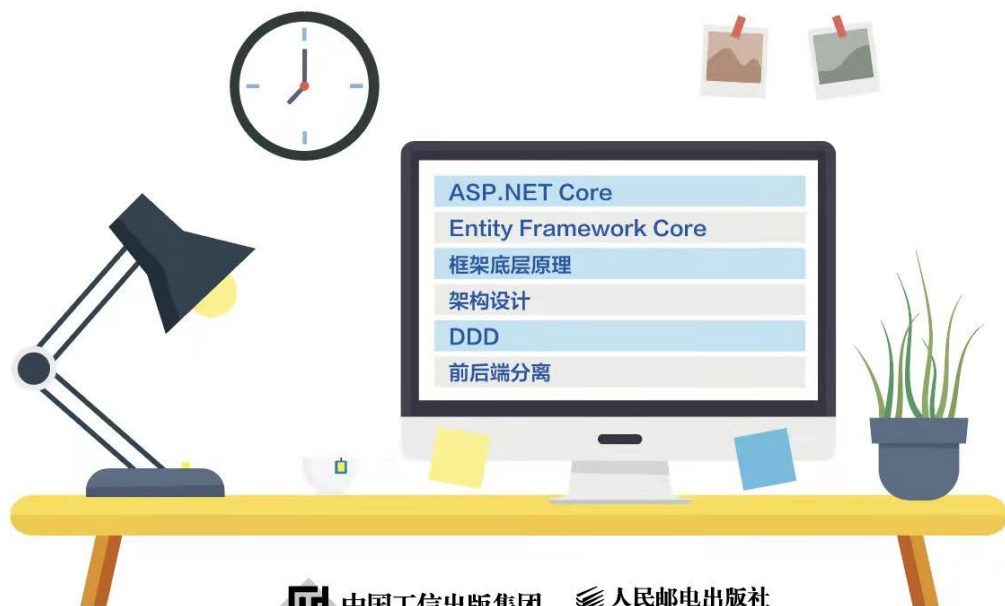 ASP.NET Core
Entity Framework Core
框架底层原理
架构设计
DDD
前后端分离
中国工信出版集团 人民邮电出版社